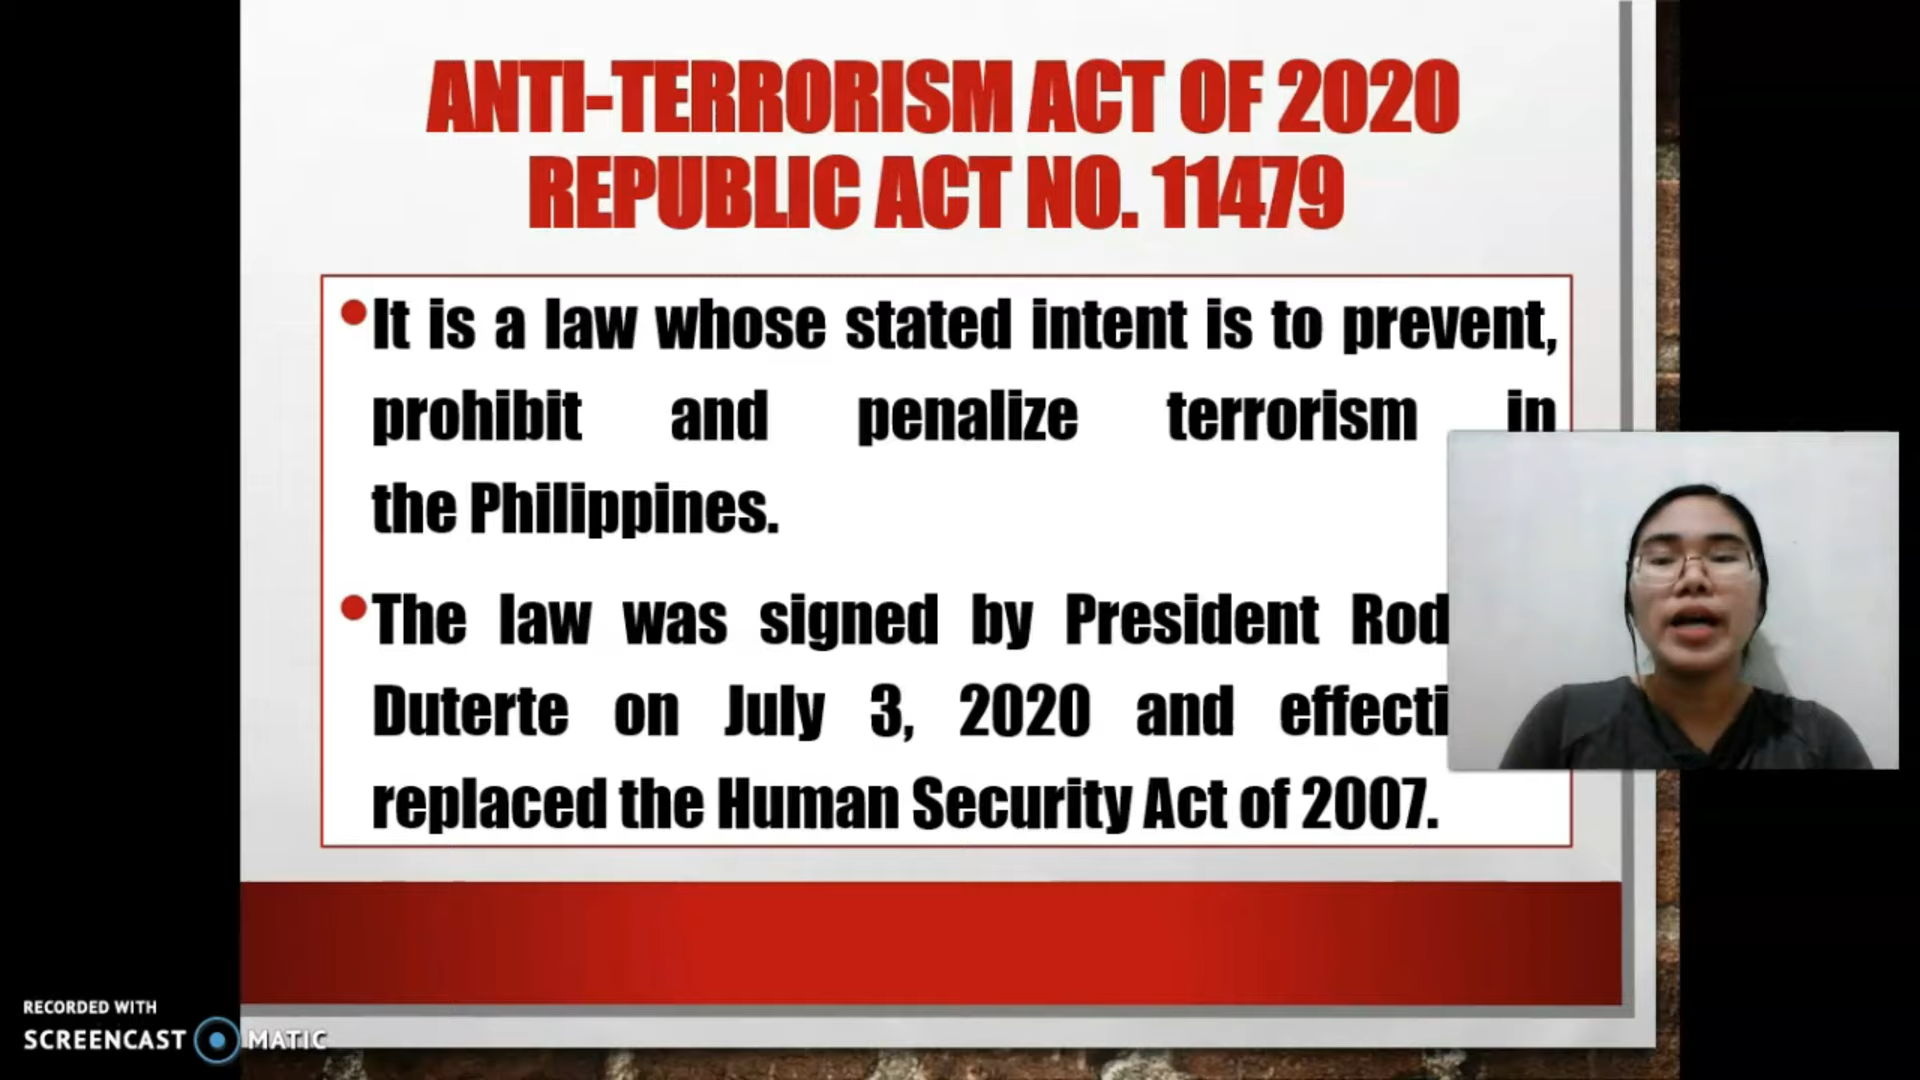 ANTI-TERRORISM ACT OF 2020
REPUBLIC ACT NO. 11479
•It is a law whose stated intent is to prevent,
prohibit and penalize terrorism in
the Philippines.
•The law was signed by President Rod
Duterte on July 3, 2020 and effecti
replaced the Human Security Act of 2007.
RECORDED WITH
SCREENCAST MATIC